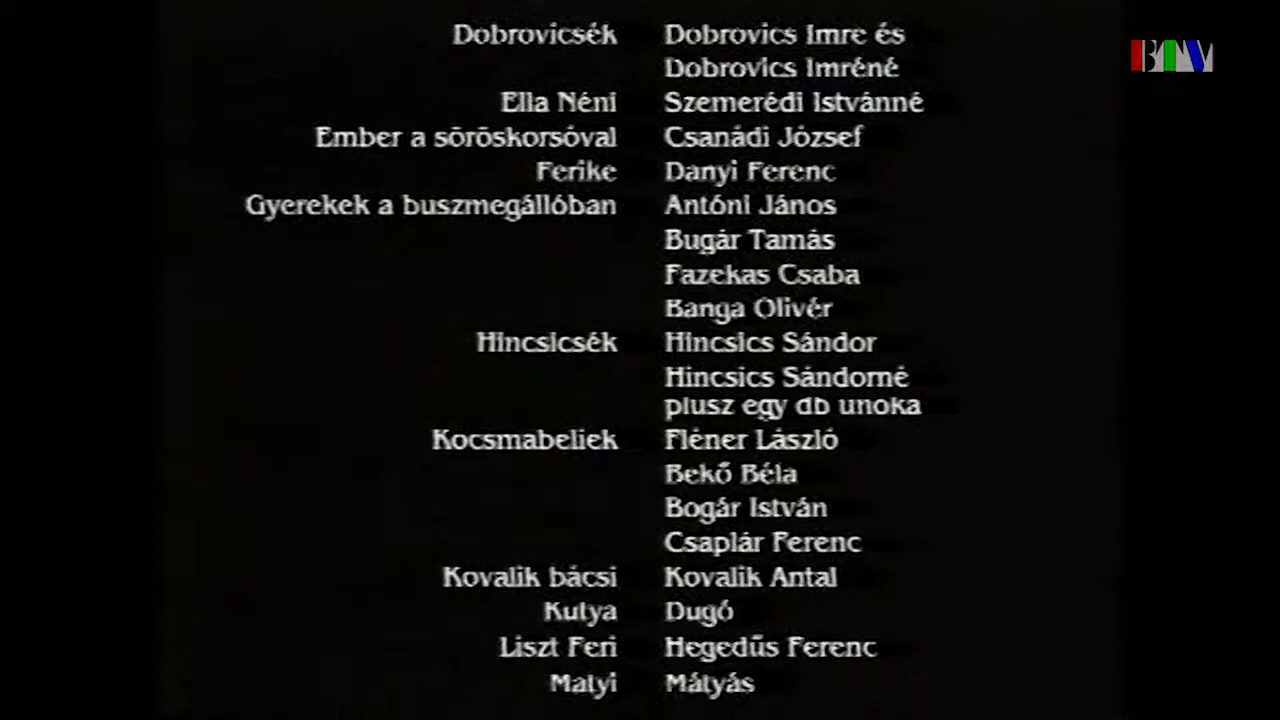 BTV
Dobrovicsék Dobrovics Imre és
Dobrovics Imréné
Ella Néni Szemerédi Istvánné
Ember a söröskorsóval Csanádi József
Ferike Danyi Ferenc
Gyerekek a buszmegállóban Antóni János
Bugár Tamás
Fazekas Csaba
Banga Olivér
Hincsicsék Hincsics Sándor
Hincsics Sándorné
plusz egy db unoka
Kocsmabeliek Fléner László
Bekő Béla
Bogár István
Csaplár Ferenc
Kovalik bácsi Kovalik Antal
Kutya Dugó
Liszt Feri Hegedűs Ferenc
Matyi Mátyás